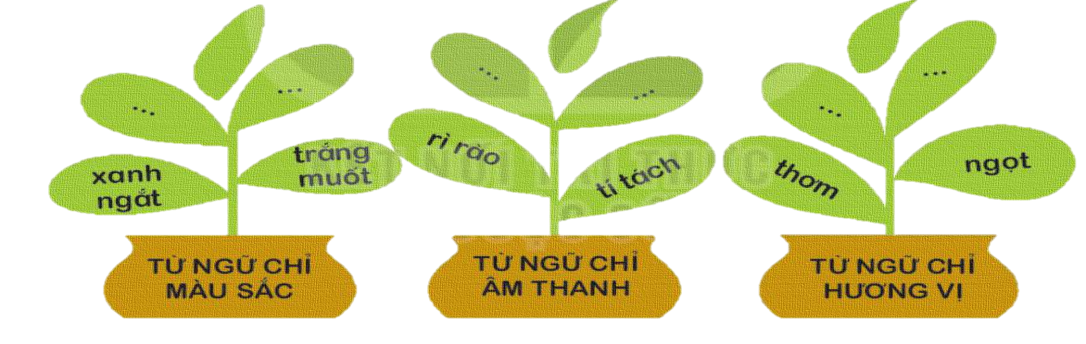 ...
...
xanh
ngắt
trắng
muốt
TỪ NGỮ CHỈ
MÀU SẮC
...
...
rì rào
tí tách
TỪ NGỮ CHỈ
ÂM THANH
...
...
thơm
ngọt
TỪ NGỮ CHỈ
HƯƠNG VỊ